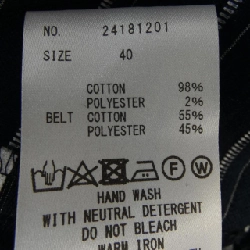 NO. 24181201
SIZE 40
COTTON 98%
POLYESTER 2%
BELT COTTON 55%
POLYESTER 45%
F W
HAND WASH
WITH NEUTRAL DETERGENT
DO NOT BLEACH
WARM IRON